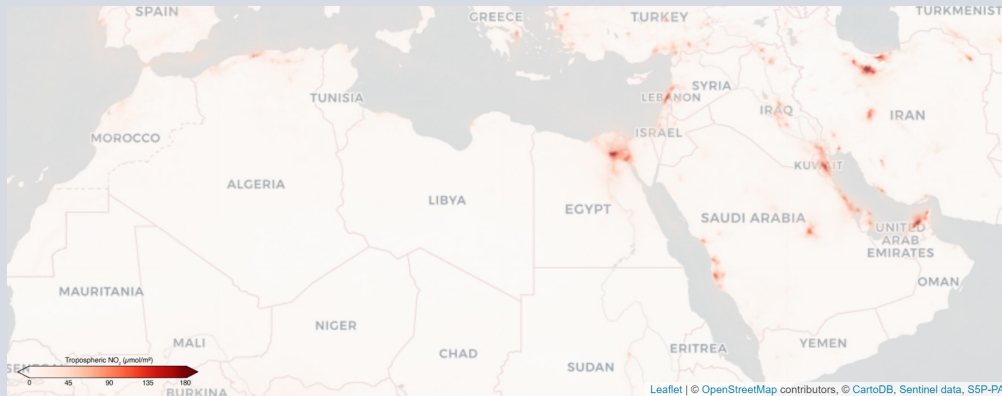 SPAIN
GREECE
TURKEY
TURKMENIST
TUNISIA
LEBANON
SYRIA
IRAQ
IRAN
MOROCCO
ISRAEL
KUWAIT
ALGERIA
LIBYA
EGYPT
SAUDI ARABIA
UNITED
ARAB
EMIRATES
OMAN
MAURITANIA
NIGER
MALI
CHAD
SUDAN
ERITREA
YEMEN
Tropospheric NO₂ (μmol/m²)
0 45 90 135 180
BURKINA
Leaflet | © OpenStreetMap contributors, © CartoDB, Sentinel data, S5P-PA